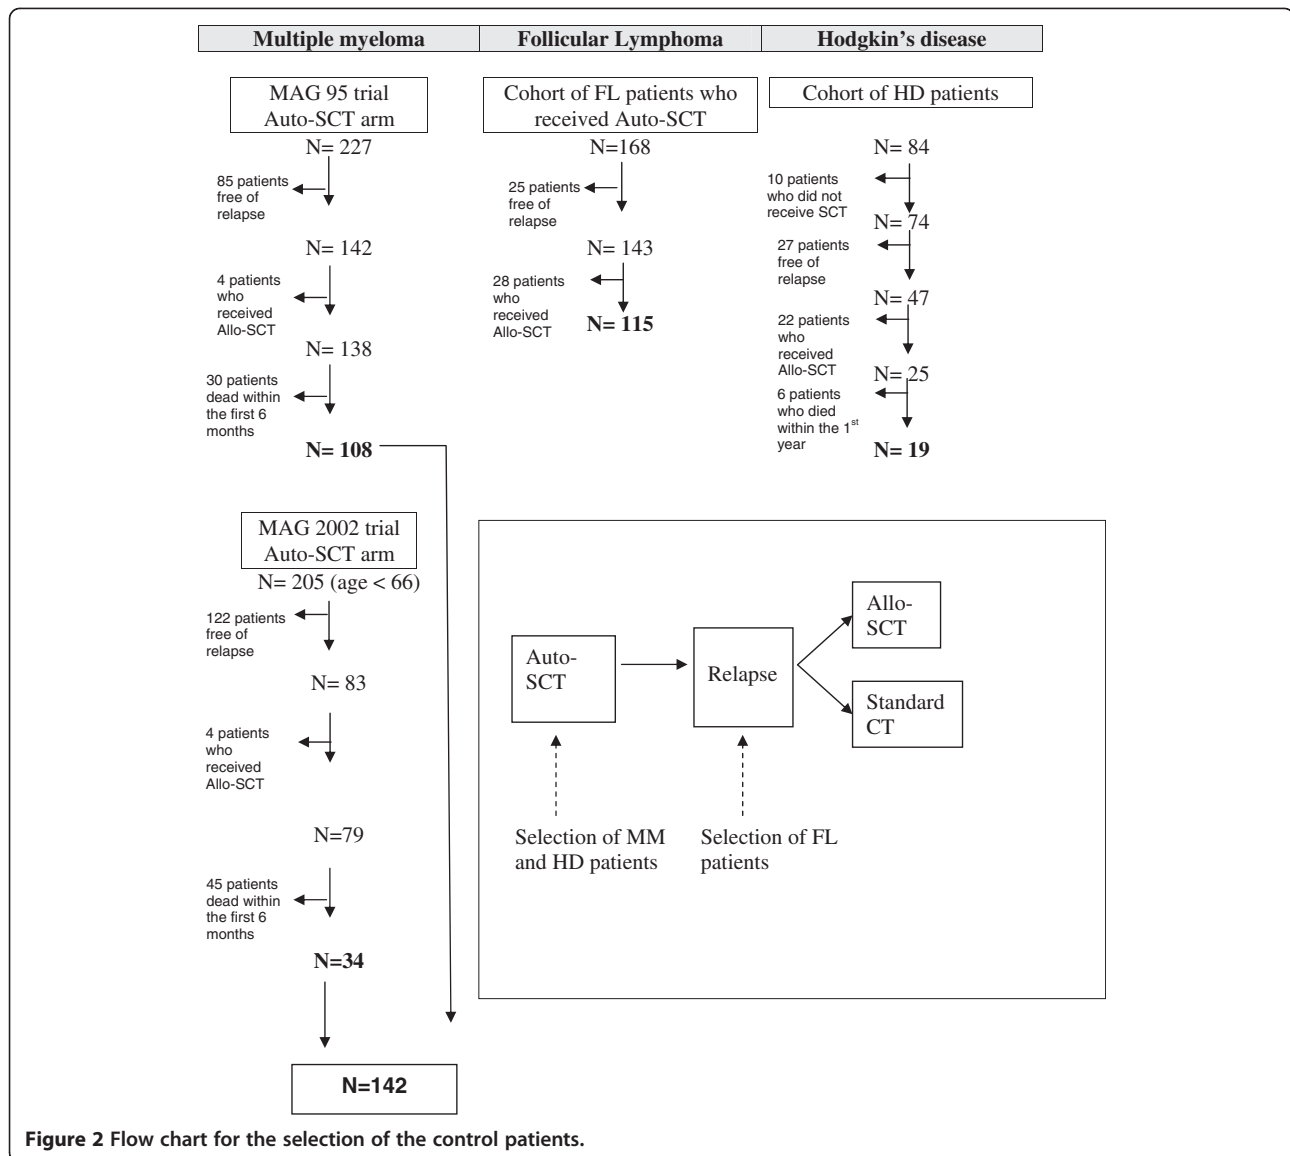 Multiple myeloma
Follicular Lymphoma
Hodgkin's disease
MAG 95 trial
Auto-SCT arm
N= 227
85 patients
free of
relapse
N= 142
4 patients
who
received
Allo-SCT
N= 138
30 patients
dead within
the first 6
months
N= 108
MAG 2002 trial
Auto-SCT arm
N= 205 (age < 66)
122 patients
free of
relapse
N= 83
4 patients
who
received
Allo-SCT
N=79
45 patients
dead within
the first 6
months
N=34
N=142
Cohort of FL patients who
received Auto-SCT
N=168
25 patients
free of
relapse
N= 143
28 patients
who
received
Allo-SCT
N= 115
Cohort of HD patients
N= 84
10 patients
who did not
receive SCT
N= 74
27 patients
free of
relapse
N= 47
22 patients
who
received
Allo-SCT
N= 25
6 patients
who died
within the 1st
year
N= 19
Auto-
SCT
Relapse
Allo-
SCT
Standard
CT
Selection of MM
and HD patients
Selection of FL
patients
Figure 2 Flow chart for the selection of the control patients.